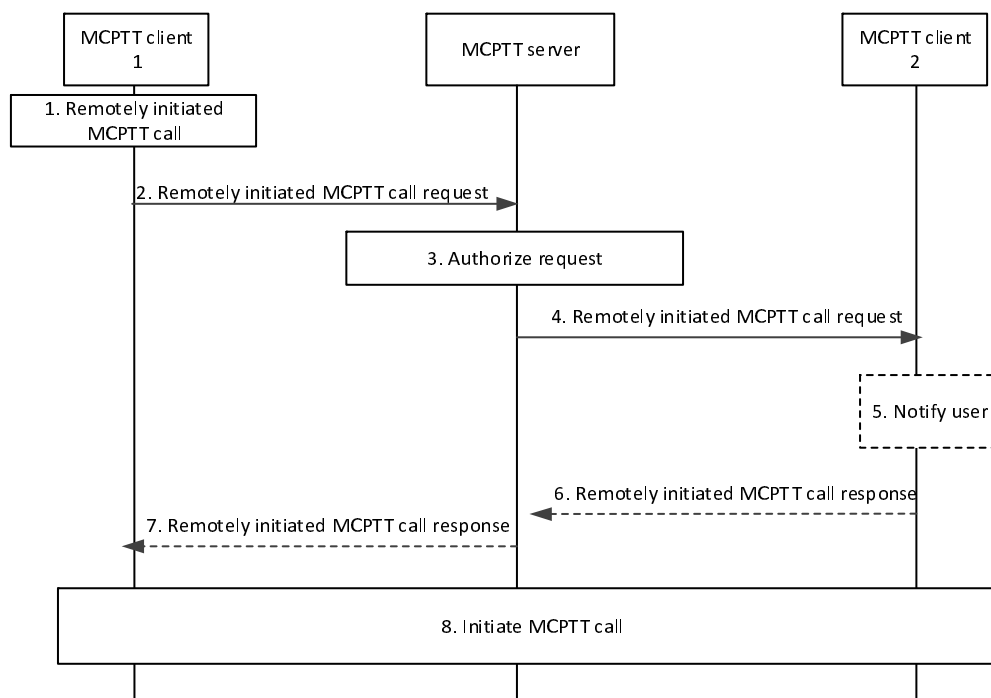 MCPTT client
1
MCPTT server
MCPTT client
2
1. Remotely initiated
MCPTT call
2. Remotely initiated MCPTT call request
3. Authorize request
4. Remotely initiated MCPTT call request
5. Notify user
6. Remotely initiated MCPTT call response
7. Remotely initiated MCPTT call response
8. Initiate MCPTT call